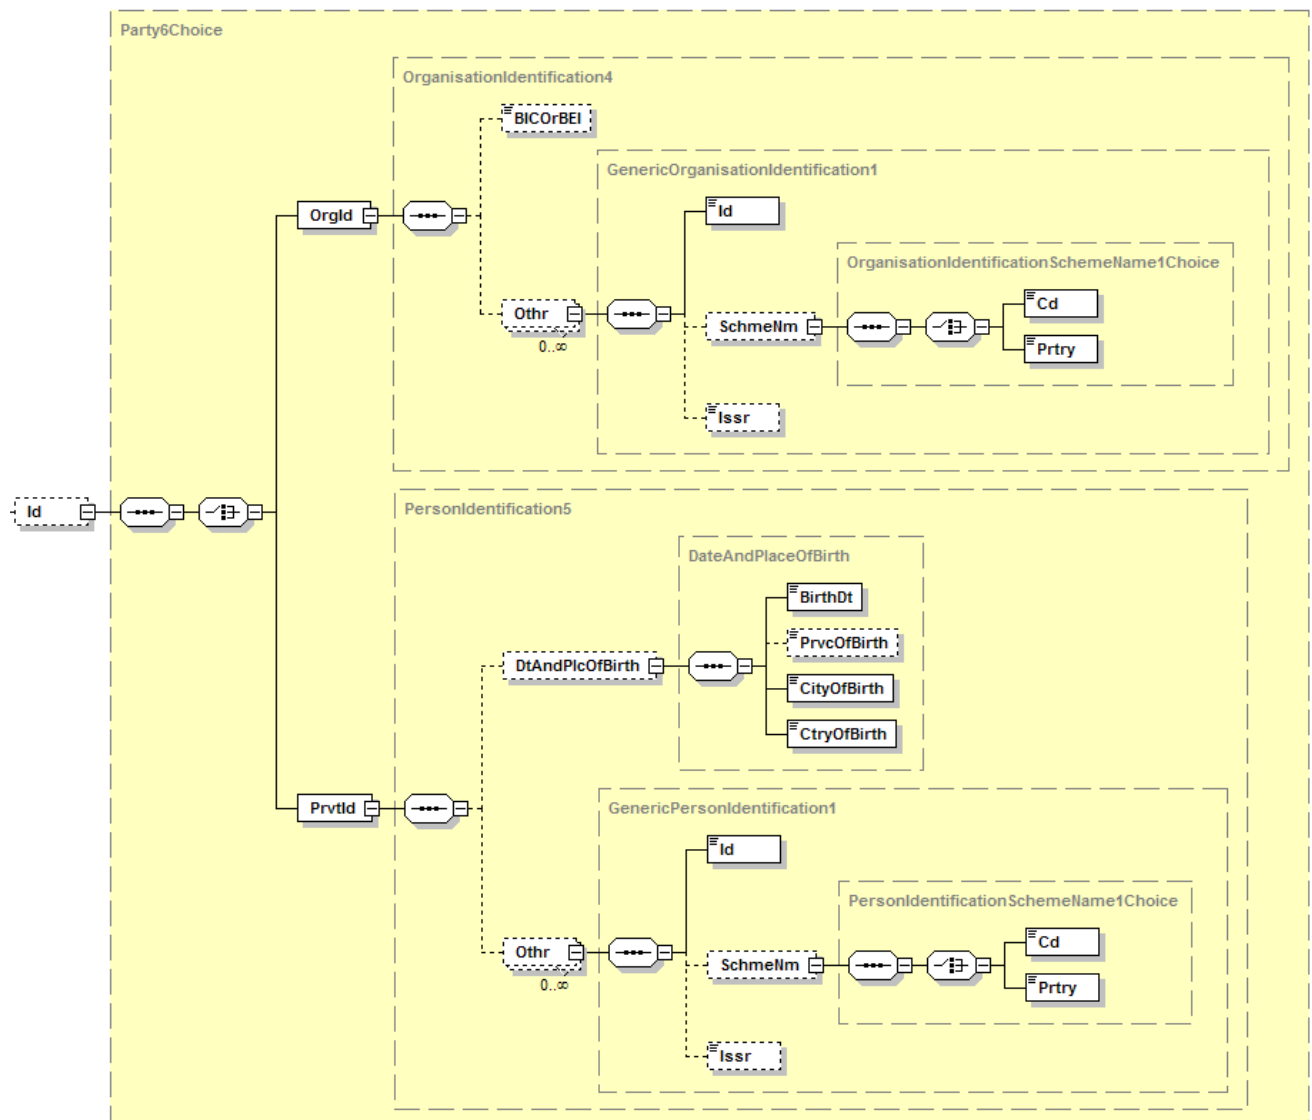 Party6Choice
OrganisationIdentification4
BICOrBEI
GenericOrganisationIdentification1
Id
OrgId
OrganisationIdentificationSchemeName1Choice
Cd
Othr
SchmeNm
0..∞
Prtry
Issr
Id
PersonIdentification5
DateAndPlaceOfBirth
BirthDt
PrvcOfBirth
DtAndPlcOfBirth
CityOfBirth
CtryOfBirth
PrvtId
GenericPersonIdentification1
Id
PersonIdentificationSchemeName1Choice
Cd
Othr
SchmeNm
0..∞
Prtry
Issr